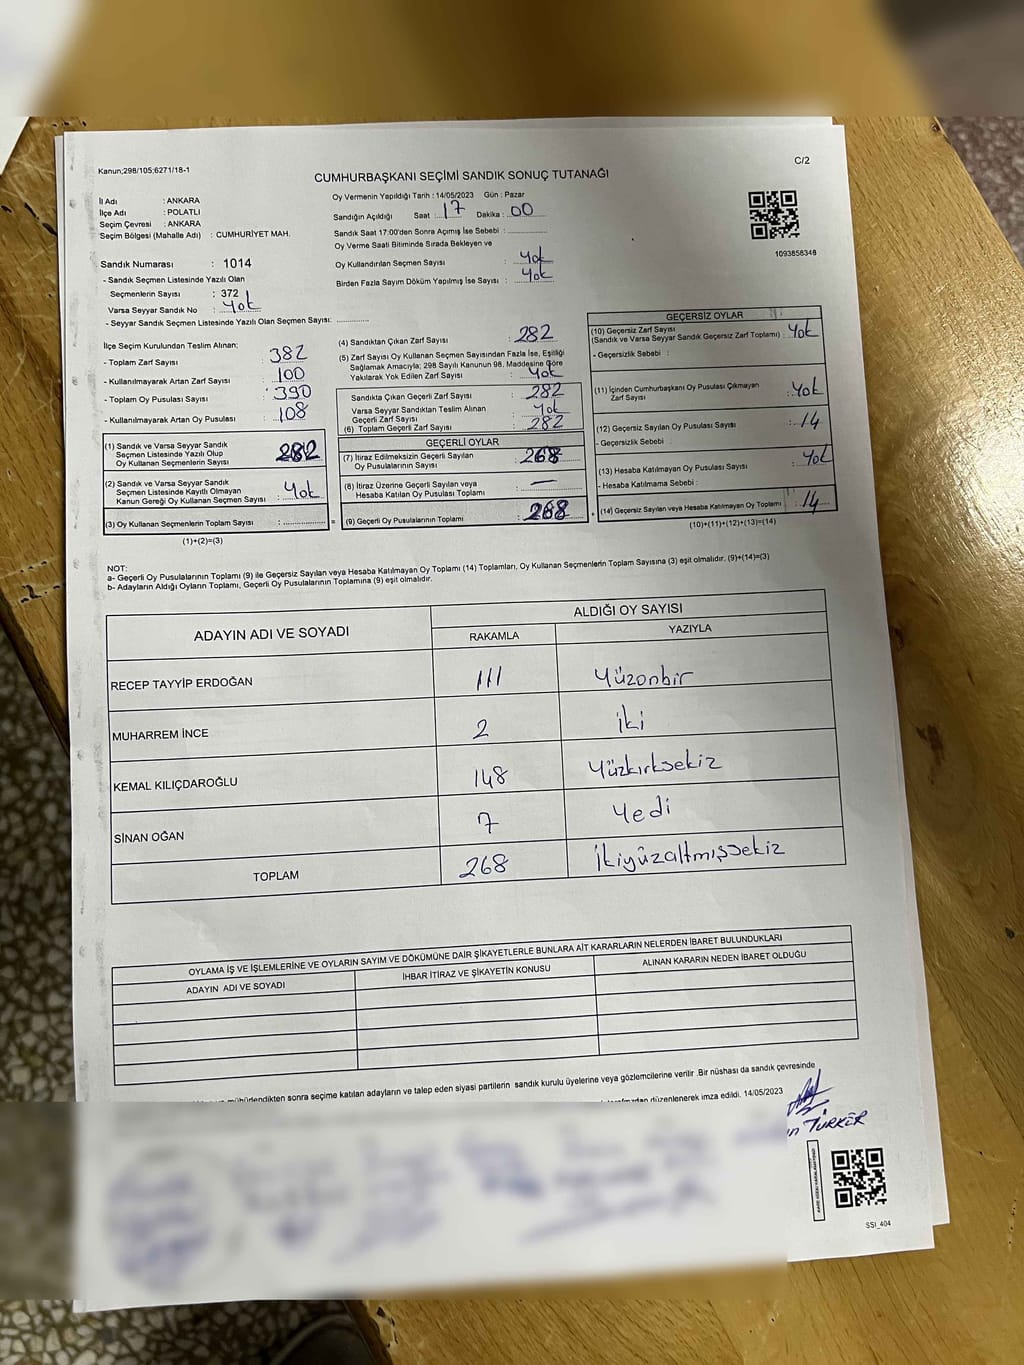 Kanun;298/105;6271/18-1
C/2
CUMHURBAŞKANI SEÇİMİ SANDIK SONUÇ TUTANAĞI
İl Adı : ANKARA
İlçe Adı : POLATLI
Seçim Çevresi : ANKARA
Seçim Bölgesi (Mahalle Adı) : CUMHURİYET MAH.
Oy Vermenin Yapıldığı Tarih : 14/05/2023 Gün : Pazar
Sandığın Açıldığı Saat : 17 Dakika : 00
Sandık Saat 17:00'den Sonra Açımış İse Sebebi :
Oy Verme Saati Bitiminde Sırada Bekleyen ve
Oy Kullandırılan Seçmen Sayısı : Yok
Birden Fazla Sayım Döküm Yapılmış İse Sayısı : Yok
1093858348
Sandık Numarası : 1014
- Sandık Seçmen Listesinde Yazılı Olan
Seçmenlerin Sayısı : 372
Varsa Seyyar Sandık No : Yok
- Seyyar Sandık Seçmen Listesinde Yazılı Olan Seçmen Sayısı:
İlçe Seçim Kurulundan Teslim Alınan;
- Toplam Zarf Sayısı : 382
- Kullanılmayarak Artan Zarf Sayısı : 100
- Toplam Oy Pusulası Sayısı : 390
- Kullanılmayarak Artan Oy Pusulası : 108
(1) Sandık ve Varsa Seyyar Sandık
Seçmen Listesinde Yazılı Olup
Oy Kullanan Seçmenlerin Sayısı : 282
(2) Sandık ve Varsa Seyyar Sandık
Seçmen Listesinde Kayıtlı Olmayan
Kanun Gereği Oy Kullanan Seçmen Sayısı : Yok
(3) Oy Kullanan Seçmenlerin Toplam Sayısı :
(1)+(2)=(3)
(4) Sandıktan Çıkan Zarf Sayısı : 282
(5) Zarf Sayısı Oy Kullanan Seçmen Sayısından Fazla İse, Eşitliği
Sağlamak Amacıyla; 298 Sayılı Kanunun 98. Maddesine Göre
Yakılarak Yok Edilen Zarf Sayısı : Yok
Sandıkta Çıkan Geçerli Zarf Sayısı : 282
Varsa Seyyar Sandıktan Teslim Alınan
Geçerli Zarf Sayısı : Yok
(6) Toplam Geçerli Zarf Sayısı : 282
GEÇERLİ OYLAR
(7) İtiraz Edilmeksizin Geçerli Sayılan
Oy Pusulasının Sayısı : 268
(8) İtiraz Üzerine Geçerli Sayılan veya
Hesaba Katılan Oy Pusulası Toplamı : —
(9) Geçerli Oy Pusulalarının Toplamı : 268
GEÇERSİZ OYLAR
(10) Geçersiz Zarf Sayısı
(Sandık ve Varsa Seyyar Sandık Geçersiz Zarf Toplamı) : Yok
- Geçersizlik Sebebi :
(11) İçinden Cumhurbaşkanı Oy Pusulası Çıkmayan
Zarf Sayısı : Yok
(12) Geçersiz Sayılan Oy Pusulası Sayısı : 14
- Geçersizlik Sebebi :
(13) Hesaba Katılmayan Oy Pusulası Sayısı : Yok
- Hesaba Katılmama Sebebi :
(14) Geçersiz Sayılan veya Hesaba Katılmayan Oy Toplamı : 14
(10)+(11)+(12)+(13)=(14)
NOT:
a- Geçerli Oy Pusulalarının Toplamı (9) ile Geçersiz Sayılan veya Hesaba Katılmayan Oy Toplamı (14) Toplamları, Oy Kullanan Seçmenlerin Toplam Sayısına (3) eşit olmalıdır. (9)+(14)=(3)
b- Adayların Aldığı Oyların Toplamı, Geçerli Oy Pusulalarının Toplamına (9) eşit olmalıdır.
ADAYIN ADI VE SOYADI
ALDIĞI OY SAYISI
RAKAMLA YAZIYLA
RECEP TAYYİP ERDOĞAN 111 Yüzonbir
MUHARREM İNCE 2 iki
KEMAL KILIÇDAROĞLU 148 Yüzkırksekiz
SİNAN OĞAN 7 Yedi
TOPLAM 268 İkiyüzaltmışsekiz
OYLAMA İŞ VE İŞLEMLERİNE VE OYLARIN SAYIM VE DÖKÜMÜNE DAİR ŞİKAYETLERLE BUNLARA AİT KARARLARIN NELERDEN İBARET BULUNDUKLARI
ADAYIN ADI VE SOYADI İHBAR İTİRAZ VE ŞİKAYETİN KONUSU ALINAN KARARIN NEDEN İBARET OLDUĞU
mühürlendikten sonra seçime katılan adayların ve talep eden siyasi partilerin sandık kurulu üyelerine veya gözlemcilerine verilir .Bir nüshası da sandık çevresinde
düzenlenerek imza edildi. 14/05/2023
TÜRKER
SSI_404